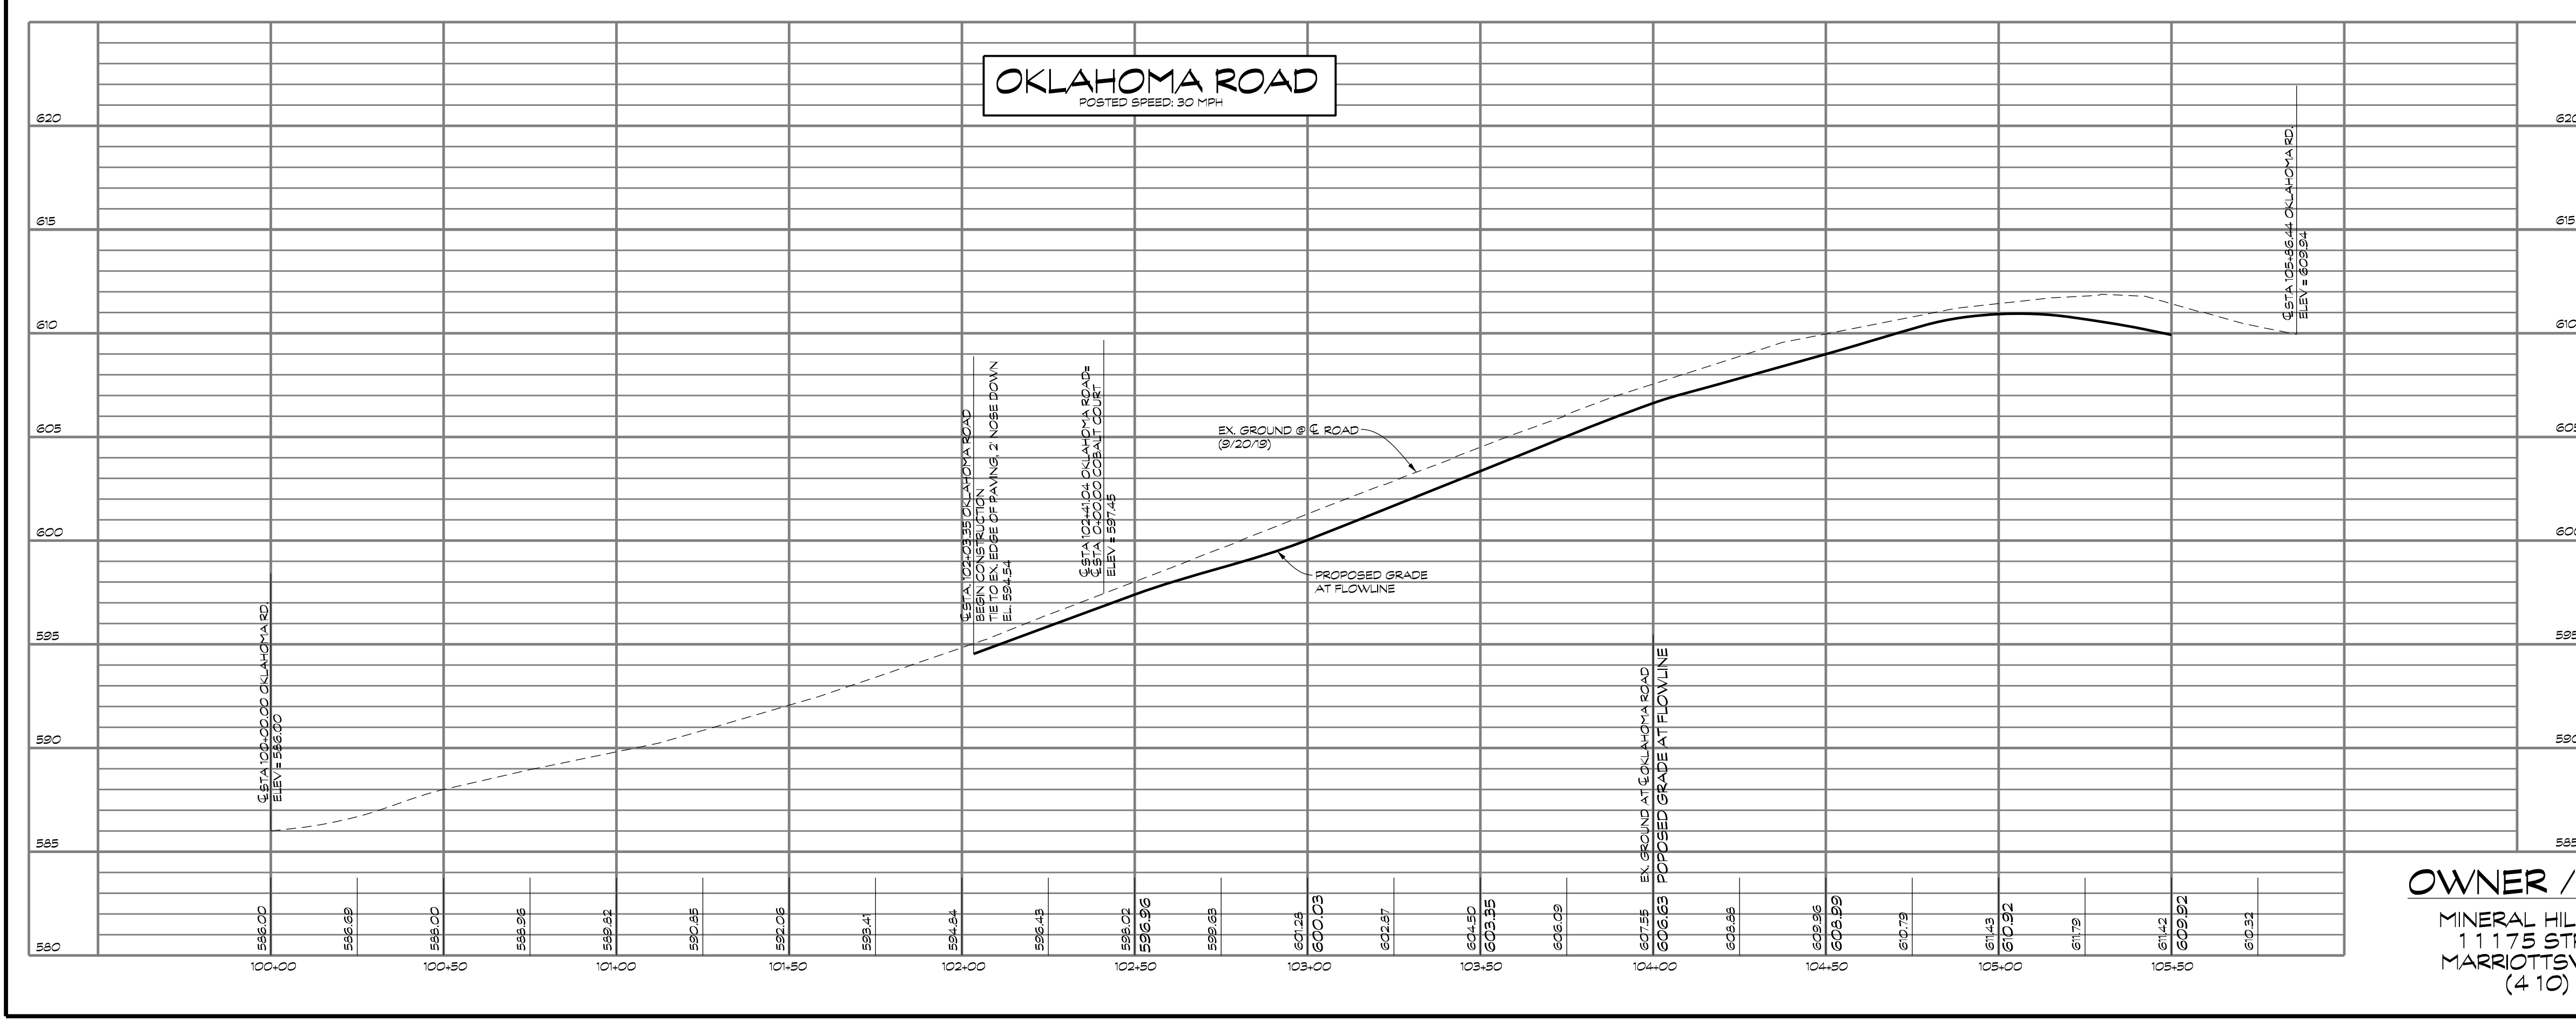 OKLAHOMA ROAD
POSTED SPEED: 30 MPH
620
615
610
605
600
595
590
585
580
620
615
610
605
600
595
590
585
℄ STA 100+00.00 OKLAHOMA RD.
ELEV = 586.00
℄ STA. 102+03.35 OKLAHOMA ROAD
BEGIN CONSTRUCTION
TIE TO EX. EDGE OF PAVING, 2' NOSE DOWN
EL. 594.54
℄ STA 102+41.04 OKLAHOMA ROAD=
℄ STA 0+00.00 COBALT COURT
ELEV = 597.45
EX. GROUND @ ℄ ROAD
(9/20/19)
PROPOSED GRADE
AT FLOWLINE
EX. GROUND AT ℄ OKLAHOMA ROAD
POPOSED GRADE AT FLOWLINE
℄ STA 105+86.44 OKLAHOMA RD.
ELEV = 609.94
586.00
586.69
588.00
588.96
589.82
590.85
592.06
593.41
594.84
596.43
598.02
596.96
599.63
601.28
600.03
602.87
604.50
603.35
606.09
607.55
606.63
608.88
609.96
608.99
610.79
611.43
610.92
611.79
611.42
609.92
610.32
100+00
100+50
101+00
101+50
102+00
102+50
103+00
103+50
104+00
104+50
105+00
105+50
OWNER /
MINERAL HIL
11175 STR
MARRIOTTSV
(410)